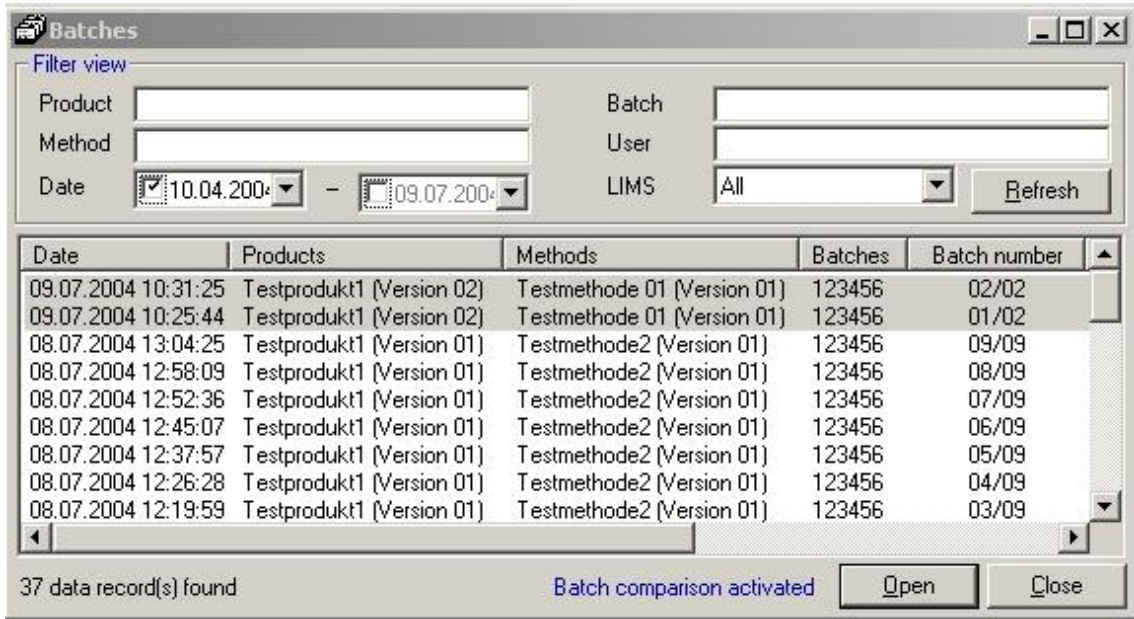 Batches
Filter view
Product
Batch
Method
User
Date 10.04.2004 – 09.07.2004 LIMS All Refresh
Date Products Methods Batches Batch number
09.07.2004 10:31:25 Testprodukt1 (Version 02) Testmethode 01 (Version 01) 123456 02/02
09.07.2004 10:25:44 Testprodukt1 (Version 02) Testmethode 01 (Version 01) 123456 01/02
08.07.2004 13:04:25 Testprodukt1 (Version 01) Testmethode2 (Version 01) 123456 09/09
08.07.2004 12:58:09 Testprodukt1 (Version 01) Testmethode2 (Version 01) 123456 08/09
08.07.2004 12:52:36 Testprodukt1 (Version 01) Testmethode2 (Version 01) 123456 07/09
08.07.2004 12:45:07 Testprodukt1 (Version 01) Testmethode2 (Version 01) 123456 06/09
08.07.2004 12:37:57 Testprodukt1 (Version 01) Testmethode2 (Version 01) 123456 05/09
08.07.2004 12:26:28 Testprodukt1 (Version 01) Testmethode2 (Version 01) 123456 04/09
08.07.2004 12:19:59 Testprodukt1 (Version 01) Testmethode2 (Version 01) 123456 03/09
37 data record(s) found Batch comparison activated Open Close